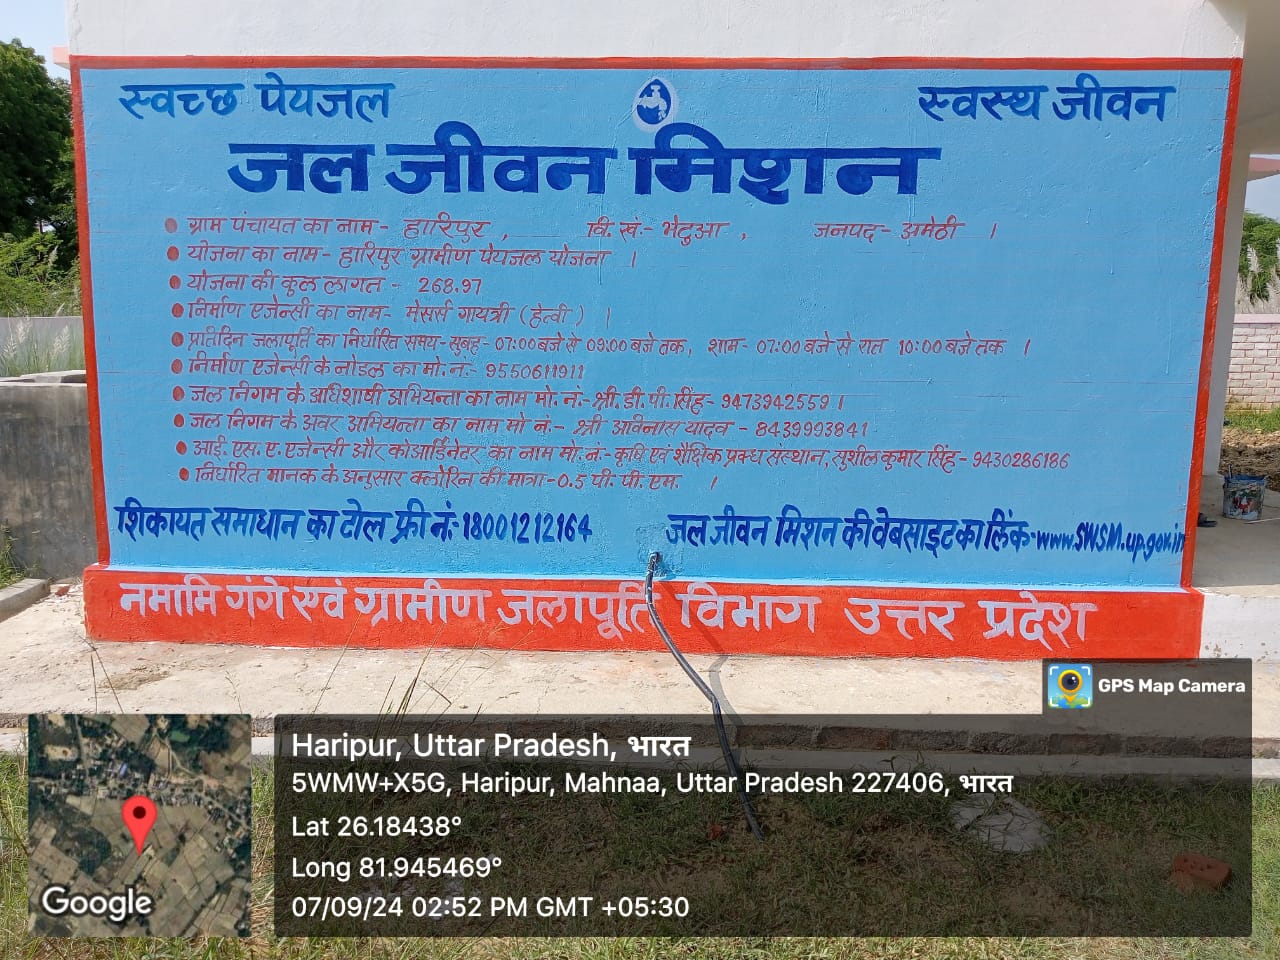 स्वच्छ पेयजल
स्वस्थ जीवन
जल जीवन मिशन
ग्राम पंचायत का नाम- हारिपुर , वि. खं:- भेटुआ , जनपद- अमेठी ।
योजना का नाम- हारिपुर ग्रामीण पेयजल योजना ।
योजना की कुल लागत - 268.97
निर्माण एजेन्सी का नाम- मेसर्स गायत्री (हेत्वी) ।
प्रतिदिन जलापूर्ति का निर्धारित समय-सुबह- 07:00 बजे से 09:00 बजे तक, शाम- 07:00 बजे से रात 10:00 बजे तक ।
निर्माण एजेन्सी के नोडल का मो. नं.- 9550611911
जल निगम के अधिशाषी अभियन्ता का नाम मो. नं.- श्री. डी. पी. सिंह- 9473942559 ।
जल निगम के अवर अभियन्ता का नाम मो नं.- श्री अविनास यादव - 8439993841
आई. एस. ए. एजेन्सी और कोआर्डिनेटर का नाम मो. नं.- कृषि एवं शैक्षिक प्रबन्ध संस्थान, सुशील कुमार सिंह- 9430286186
निर्धारित मानक के अनुसार क्लोरिन की मात्रा-0.5 पी. पी. एम. ।
शिकायत समाधान का टोल फ्री नं:- 18001212164
जल जीवन मिशन की वेबसाइट का लिंक-www.SWSM.up.gov.in
नमामि गंगे एवं ग्रामीण जलापूर्ति विभाग उत्तर प्रदेश
GPS Map Camera
Haripur, Uttar Pradesh, भारत
5WMW+X5G, Haripur, Mahnaa, Uttar Pradesh 227406, भारत
Lat 26.18438°
Long 81.945469°
07/09/24 02:52 PM GMT +05:30
Google